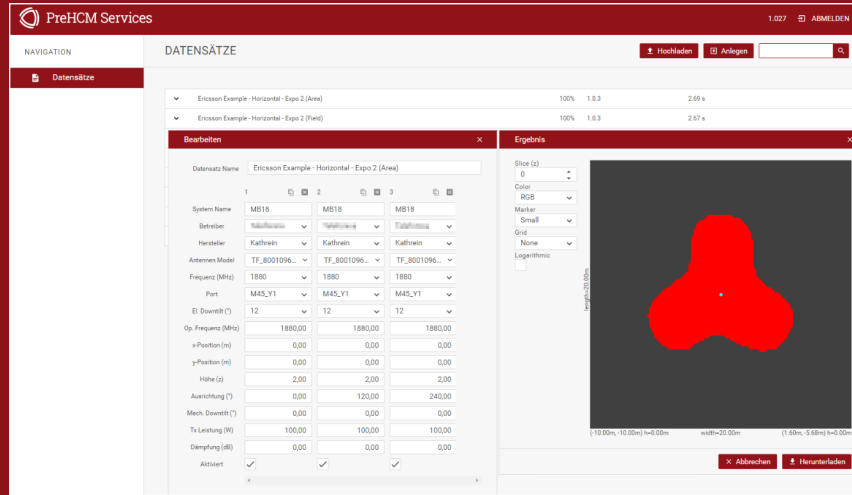 PreHCM Services
1.027 ABMELDEN
NAVIGATION
Datensätze
DATENSÄTZE
Hochladen Anlegen
Ericsson Example - Horizontal - Expo 2 (Area) 100% 1.0.3 2.69 s
Ericsson Example - Horizontal - Expo 2 (Field) 100% 1.0.3 2.67 s
Bearbeiten ×
Datensatz Name Ericsson Example - Horizontal - Expo 2 (Area)
1 2 3
System Name MB18 MB18 MB18
Betreiber
Hersteller Kathrein Kathrein Kathrein
Antennen Model TF_8001096... TF_8001096... TF_8001096...
Frequenz (MHz) 1880 1880 1880
Port M45_Y1 M45_Y1 M45_Y1
El. Downtilt (°) 12 12 12
Op. Frequenz (MHz) 1880,00 1880,00 1880,00
x-Position (m) 0,00 0,00 0,00
y-Position (m) 0,00 0,00 0,00
Höhe (z) 2,00 2,00 2,00
Ausrichtung (°) 0,00 120,00 240,00
Mech. Downtilt (°) 0,00 0,00 0,00
Tx Leistung (W) 100,00 100,00 100,00
Dämpfung (dB) 0,00 0,00 0,00
Aktiviert
Ergebnis ×
Slice (z)
0
Color
RGB
Marker
Small
Grid
None
Logarithmic
length=20.00m
(-10.00m, -10.00m) h=0.00m width=20.00m (1.60m, -5.68m) h=0.00m
× Abbrechen Herunterladen